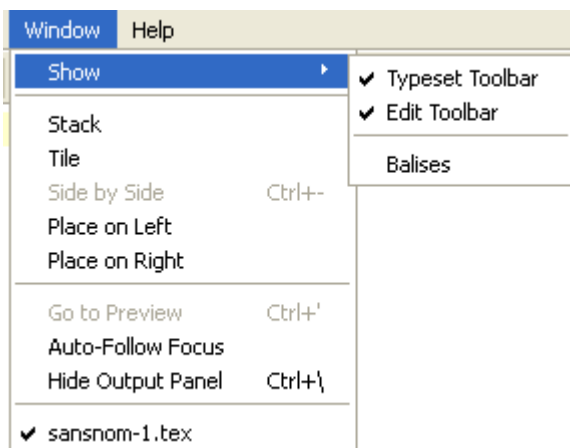 Window Help
Show
Typeset Toolbar
Edit Toolbar
Balises
Stack
Tile
Side by Side Ctrl+-
Place on Left
Place on Right
Go to Preview Ctrl+'
Auto-Follow Focus
Hide Output Panel Ctrl+\
sansnom-1.tex